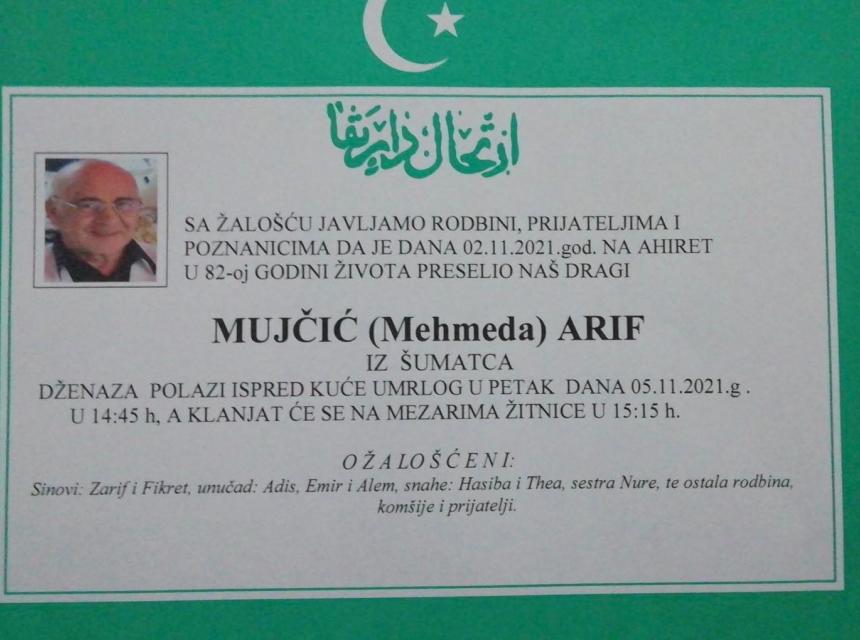 ارتحال دار بقا
SA ŽALOŠĆU JAVLJAMO RODBINI, PRIJATELJIMA I
POZNANICIMA DA JE DANA 02.11.2021.god. NA AHIRET
U 82-oj GODINI ŽIVOTA PRESELIO NAŠ DRAGI
MUJČIĆ (Mehmeda) ARIF
IZ ŠUMATCA
DŽENAZA POLAZI ISPRED KUĆE UMRLOG U PETAK DANA 05.11.2021.g .
U 14:45 h, A KLANJAT ĆE SE NA MEZARIMA ŽITNICE U 15:15 h.
OŽALOŠĆENI:
Sinovi: Zarif i Fikret, unučad: Adis, Emir i Alem, snahe: Hasiba i Thea, sestra Nure, te ostala rodbina,
komšije i prijatelji.